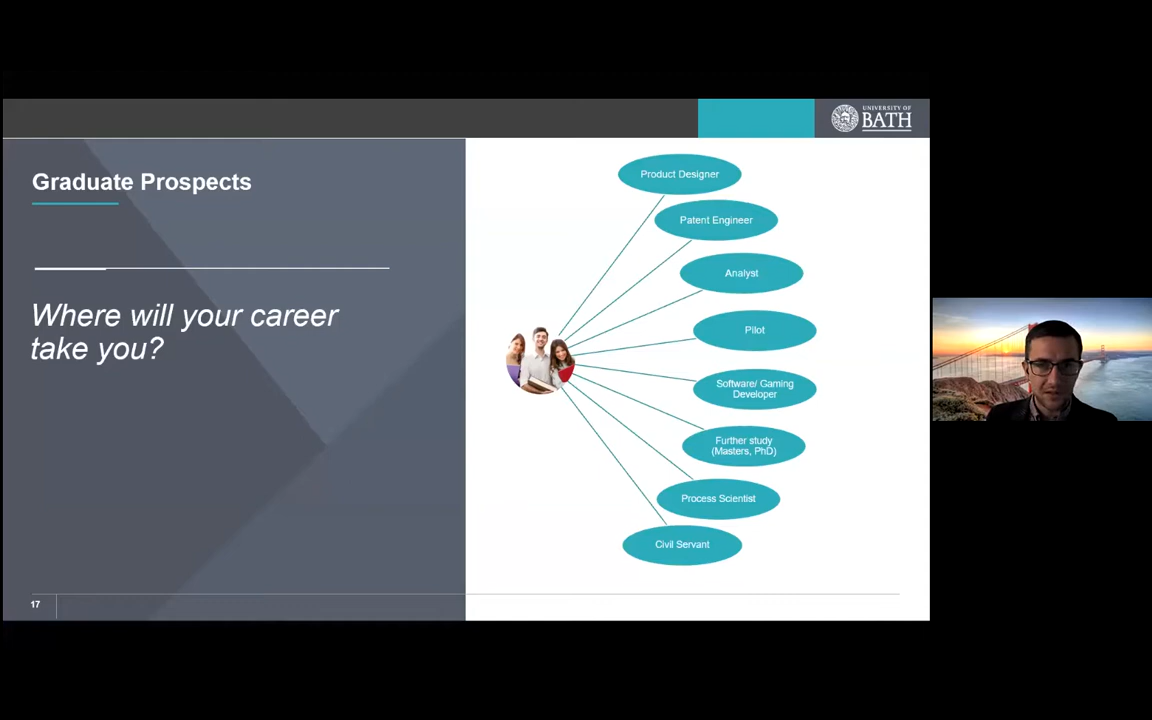 UNIVERSITY OF
BATH
Graduate Prospects
Where will your career
take you?
Product Designer
Patent Engineer
Analyst
Pilot
Software/ Gaming
Developer
Further study
(Masters, PhD)
Process Scientist
Civil Servant
17